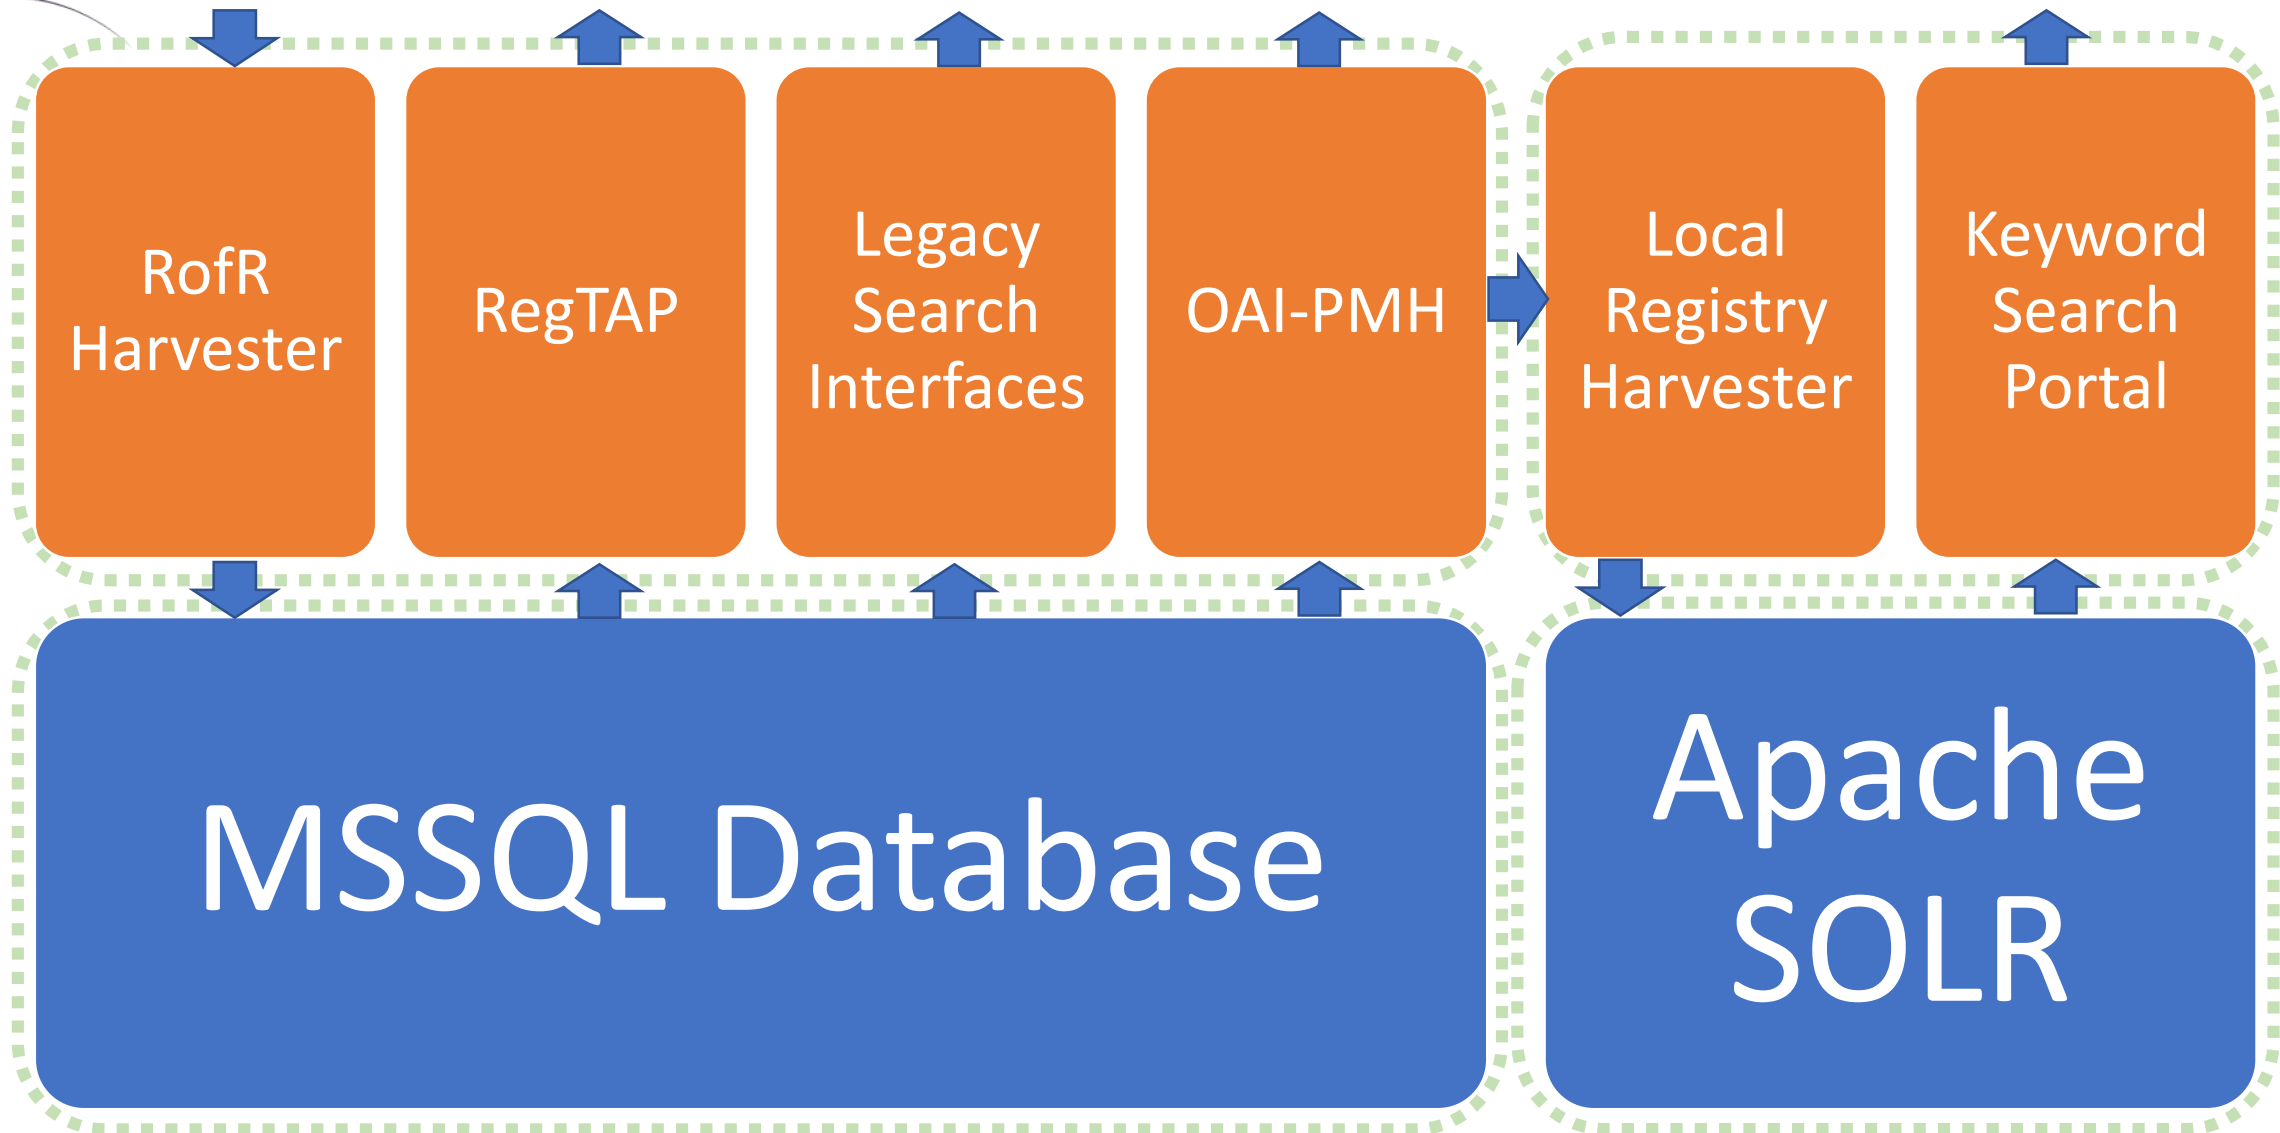 RofR
Harvester
RegTAP
Legacy
Search
Interfaces
OAI-PMH
Local
Registry
Harvester
Keyword
Search
Portal
MSSQL Database
Apache
SOLR